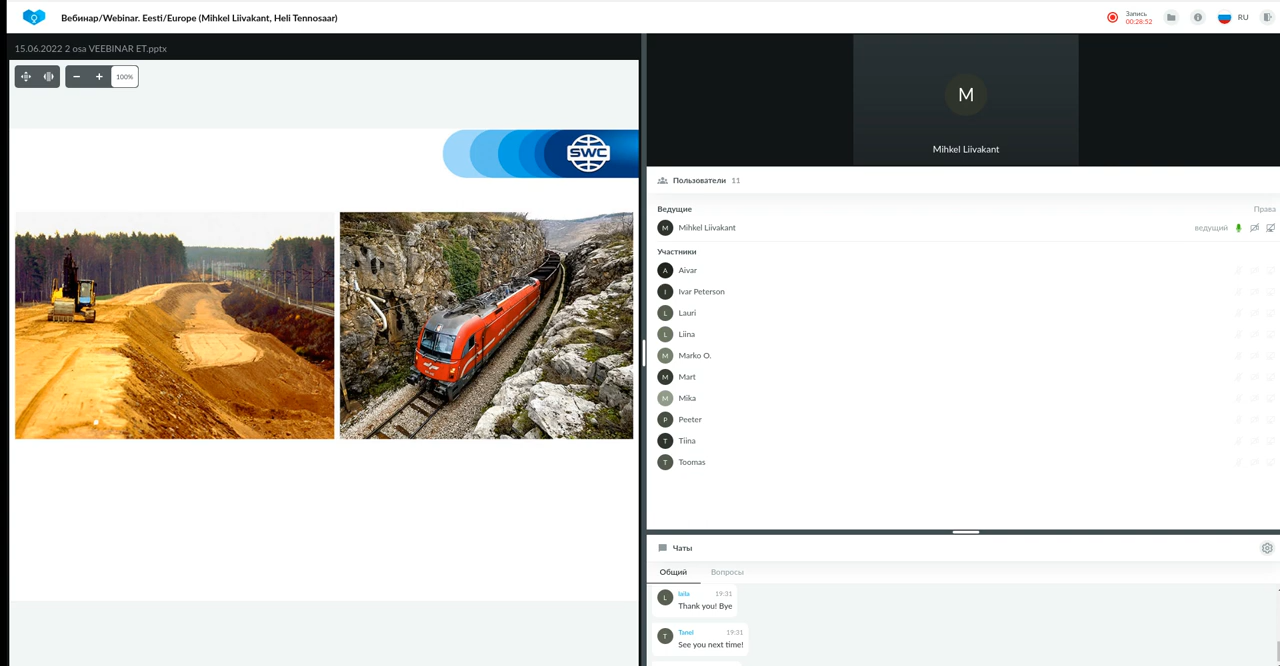 Вебинар/Webinar. Eesti/Europe (Mihkel Liivakant, Heli Tennosaar)
Запись
00:28:52
RU
15.06.2022 2 osa VEEBINAR ET.pptx
100%
SWC
M
Mihkel Liivakant
Пользователи 11
Ведущие Права
M Mihkel Liivakant ведущий
Участники
A Aivar
I Ivar Peterson
L Lauri
L Liina
M Marko O.
M Mart
M Mika
P Peeter
T Tiina
T Toomas
Чаты
Общий Вопросы
L laila 19:31
Thank you! Bye
T Tanel 19:31
See you next time!